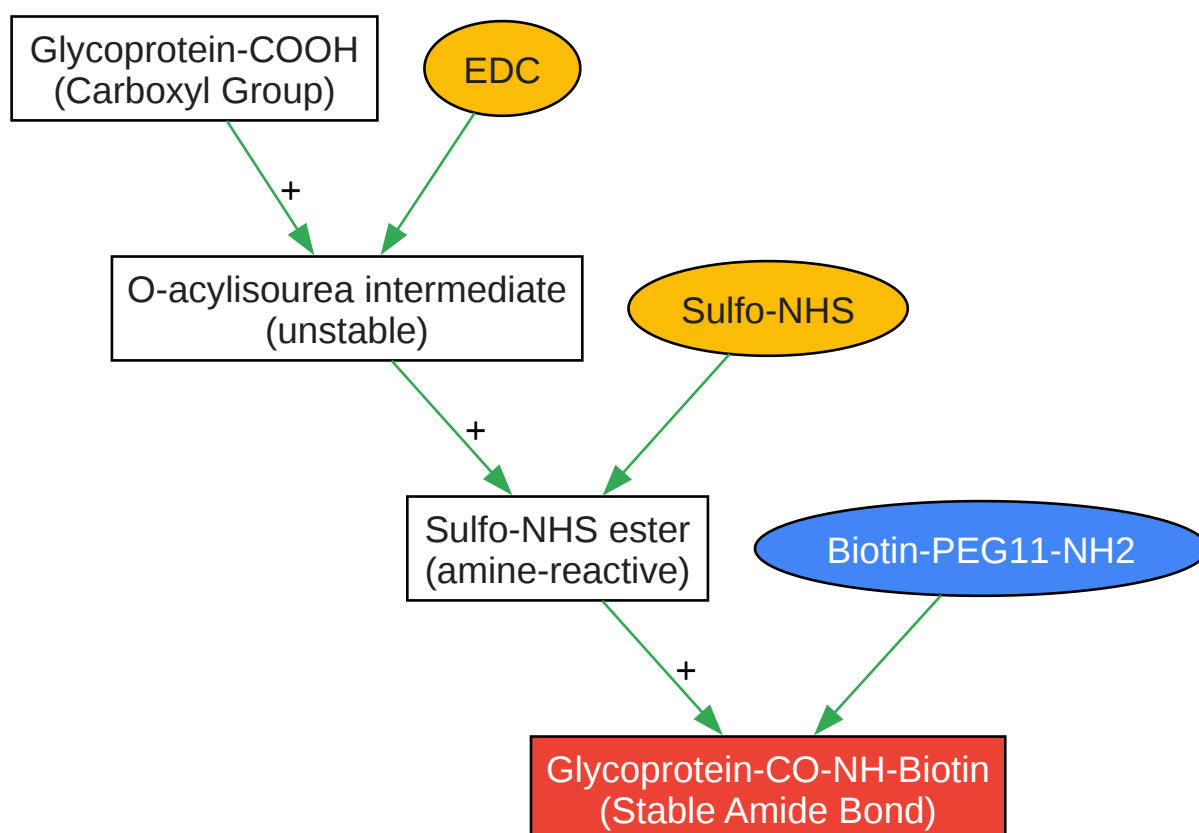 Glycoprotein-COOH
(Carboxyl Group)
EDC
+
O-acylisourea intermediate
(unstable)
Sulfo-NHS
+
Sulfo-NHS ester
(amine-reactive)
Biotin-PEG11-NH2
+
Glycoprotein-CO-NH-Biotin
(Stable Amide Bond)